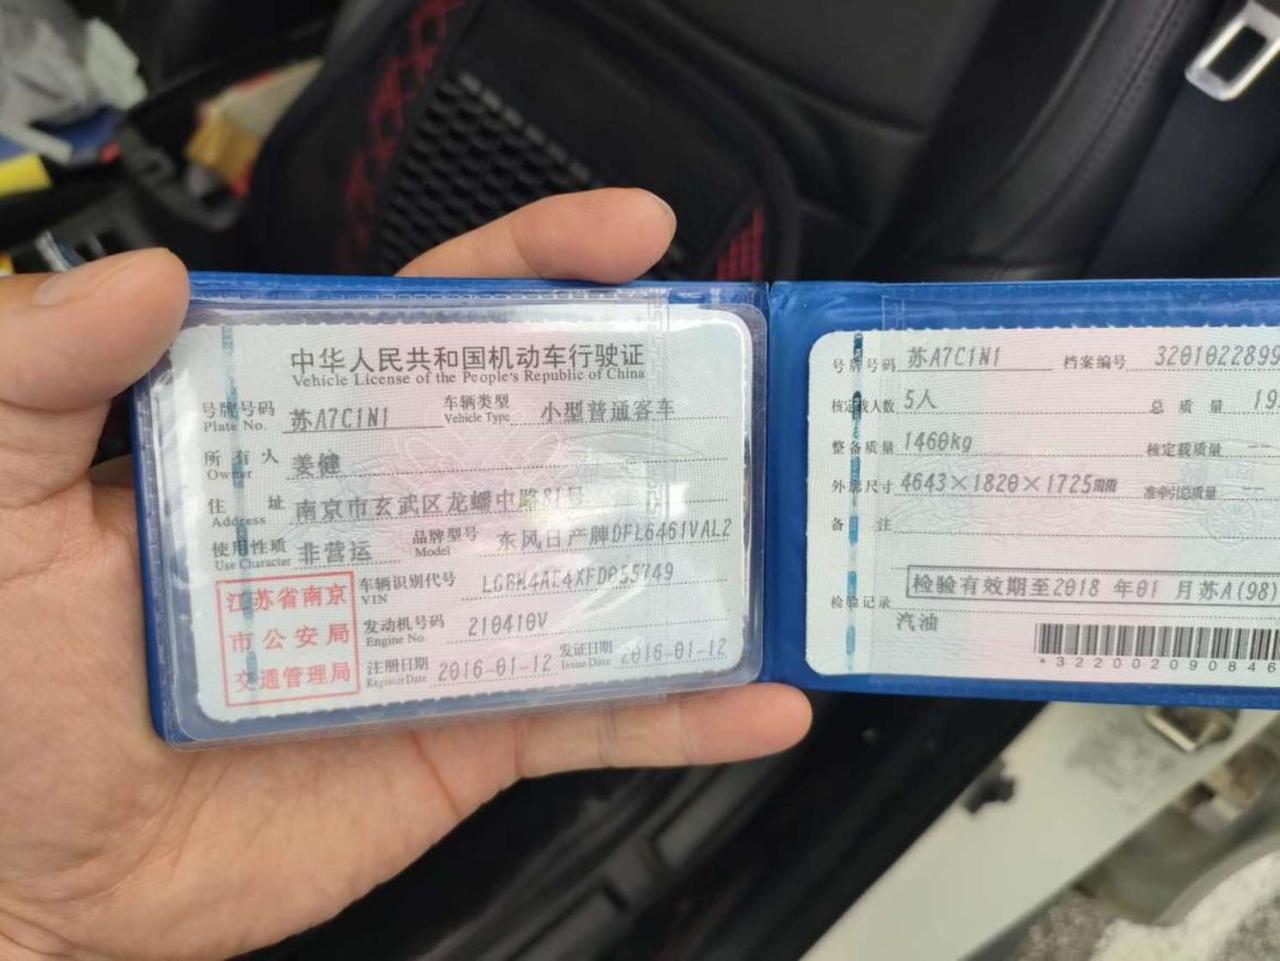 中华人民共和国机动车行驶证
Vehicle License of the People's Republic of China
号牌号码 苏A7C1N1 车辆类型 小型普通客车
Plate No. Vehicle Type
所有人 姜健
Owner
住址 南京市玄武区龙蟠中路81号
Address
使用性质 非营运 品牌型号 东风日产牌DFL6461VAL2
Use Character Model
江苏省南京
市公安局
交通管理局
车辆识别代号 LGBM4AE4XFD055749
VIN
发动机号码 210410V
Engine No.
注册日期 2016-01-12 发证日期 2016-01-12
Register Date Issue Date
号牌号码 苏A7C1N1 档案编号 3201022899
核定载人数 5人 总质量 19
整备质量 1460kg 核定载质量 --
外廓尺寸 4643×1820×1725 准牵引总质量 --
备注
检验记录 检验有效期至2018 年01 月苏A(98)
汽油
*3220020908846